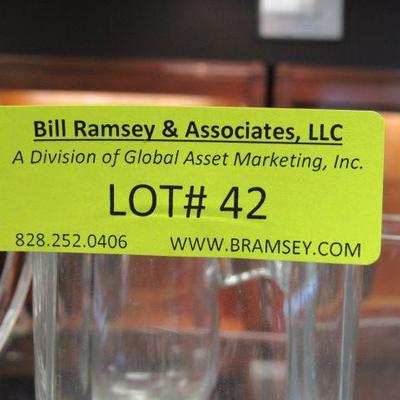 Bill Ramsey & Associates, LLC
A Division of Global Asset Marketing, Inc.
LOT# 42
828.252.0406 WWW.BRAMSEY.COM